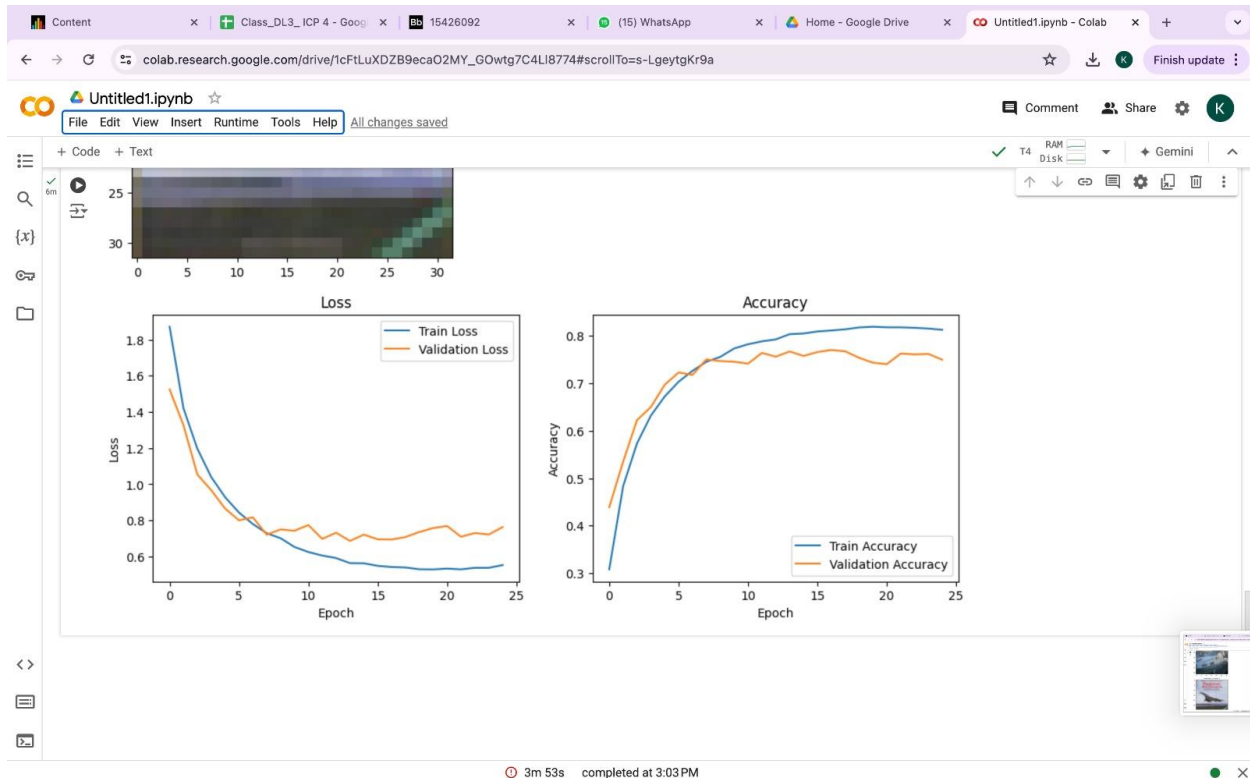 Content
Class_DL3_ ICP 4 - Goog
Bb 15426092
(15) WhatsApp
Home - Google Drive
Untitled1.ipynb - Colab
colab.research.google.com/drive/1cFtLuXDZB9ecaO2MY_GOwtg7C4Ll8774#scrollTo=s-LgeytgKr9a
K
Finish update
Untitled1.ipynb
Comment
Share
K
File Edit View Insert Runtime Tools Help All changes saved
+ Code + Text
T4 RAM
Disk
Gemini
6m
{x}
25
30
0 5 10 15 20 25 30
Loss
Train Loss
Validation Loss
1.8
1.6
1.4
1.2
1.0
0.8
0.6
Loss
0 5 10 15 20 25
Epoch
Accuracy
0.8
0.7
0.6
0.5
0.4
0.3
Accuracy
Train Accuracy
Validation Accuracy
0 5 10 15 20 25
Epoch
3m 53s completed at 3:03 PM